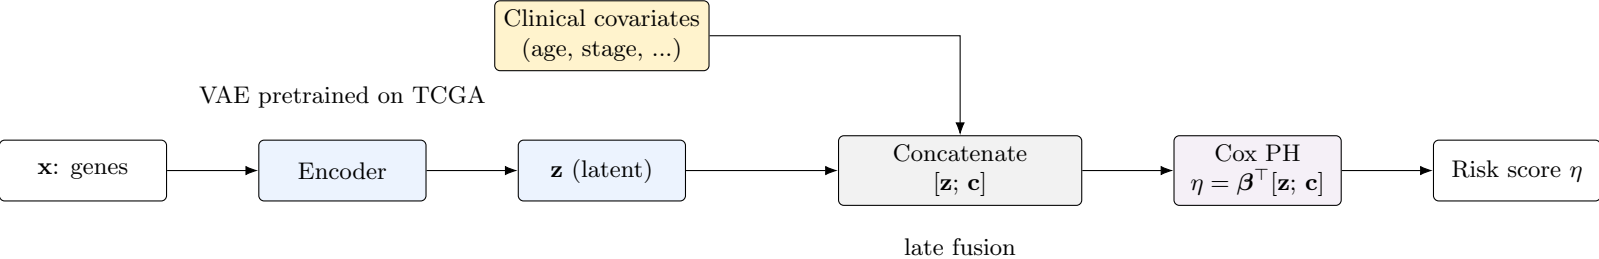 Clinical covariates
(age, stage, ...)
VAE pretrained on TCGA
x: genes
Encoder
z (latent)
Concatenate
[z; c]
Cox PH
η = β⊤[z; c]
Risk score η
late fusion